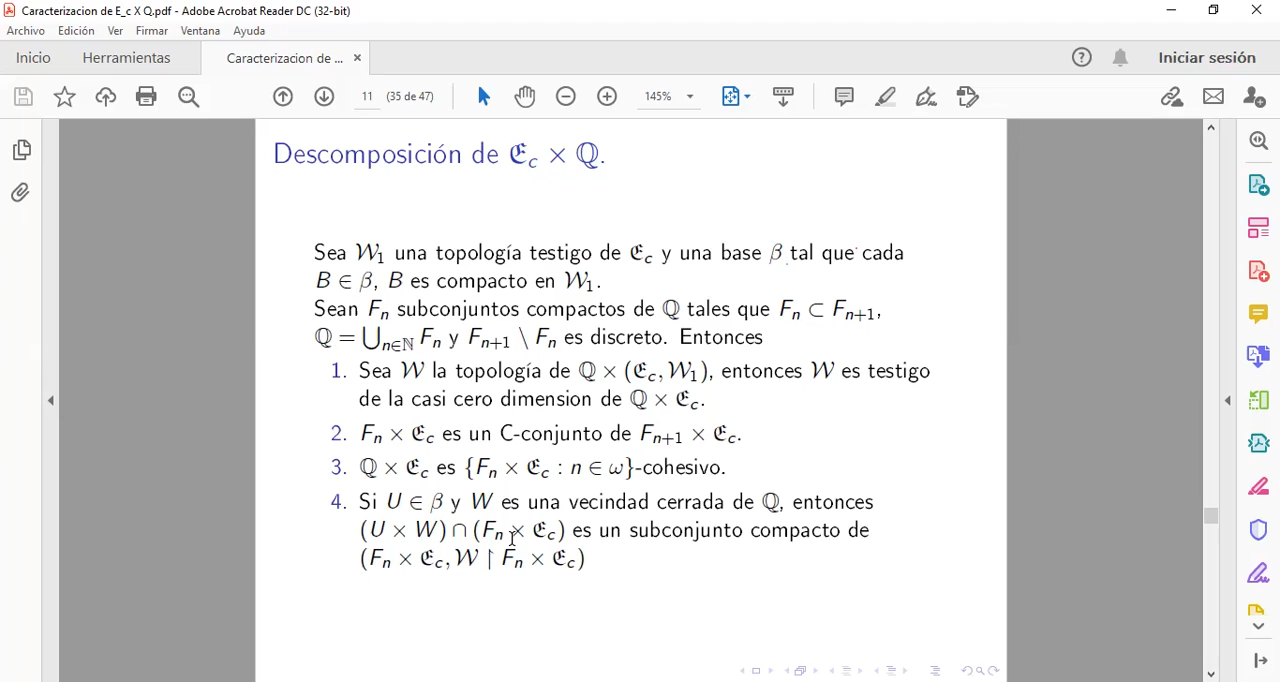 Caracterizacion de E_c X Q.pdf - Adobe Acrobat Reader DC (32-bit)
Archivo Edición Ver Firmar Ventana Ayuda
Inicio Herramientas Caracterizacion de ... × Iniciar sesión
11 (35 de 47) 145%
Descomposición de 𝕰_c × ℚ.
Sea 𝒲₁ una topología testigo de 𝕰_c y una base β tal que cada
B ∈ β, B es compacto en 𝒲₁.
Sean F_n subconjuntos compactos de ℚ tales que F_n ⊂ F_{n+1},
ℚ = ⋃_{n∈ℕ} F_n y F_{n+1} \ F_n es discreto. Entonces
1. Sea 𝒲 la topología de ℚ × (𝕰_c, 𝒲₁), entonces 𝒲 es testigo
de la casi cero dimension de ℚ × 𝕰_c.
2. F_n × 𝕰_c es un C-conjunto de F_{n+1} × 𝕰_c.
3. ℚ × 𝕰_c es {F_n × 𝕰_c : n ∈ ω}-cohesivo.
4. Si U ∈ β y W es una vecindad cerrada de ℚ, entonces
(U × W) ∩ (F_n × 𝕰_c) es un subconjunto compacto de
(F_n × 𝕰_c, 𝒲 ↾ F_n × 𝕰_c)